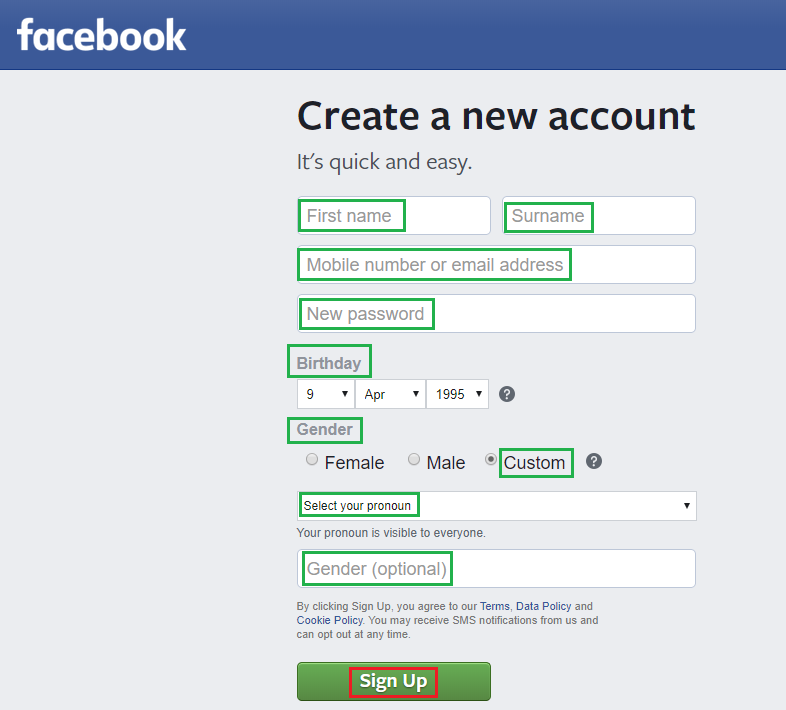 facebook
Create a new account
It's quick and easy.
First name Surname
Mobile number or email address
New password
Birthday
9 Apr 1995 ?
Gender
Female Male Custom ?
Select your pronoun
Your pronoun is visible to everyone.
Gender (optional)
By clicking Sign Up, you agree to our Terms, Data Policy and
Cookie Policy. You may receive SMS notifications from us and
can opt out at any time.
Sign Up